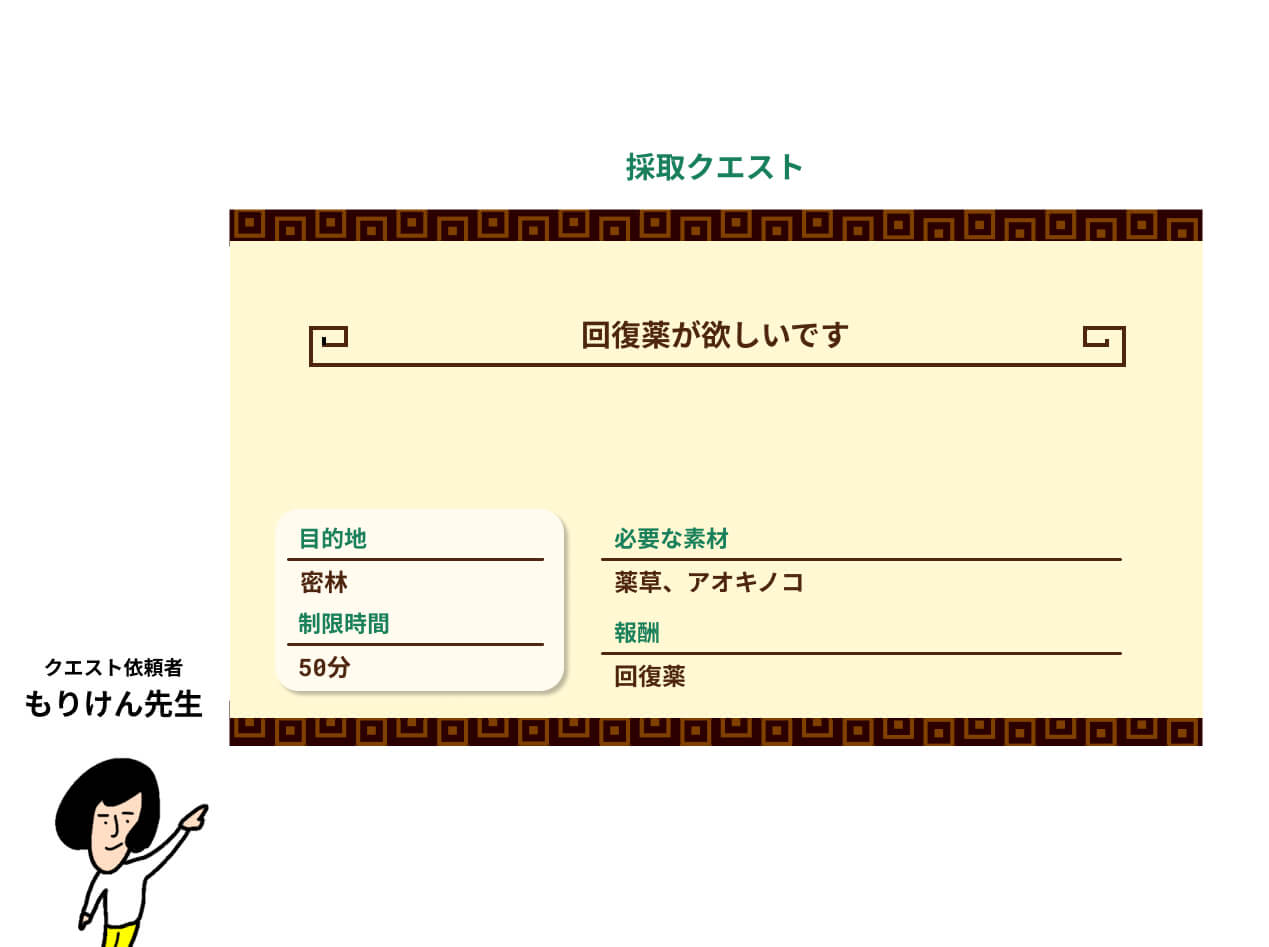 採取クエスト
回復薬が欲しいです
目的地
密林
制限時間
50分
必要な素材
薬草、アオキノコ
報酬
回復薬
クエスト依頼者
もりけん先生